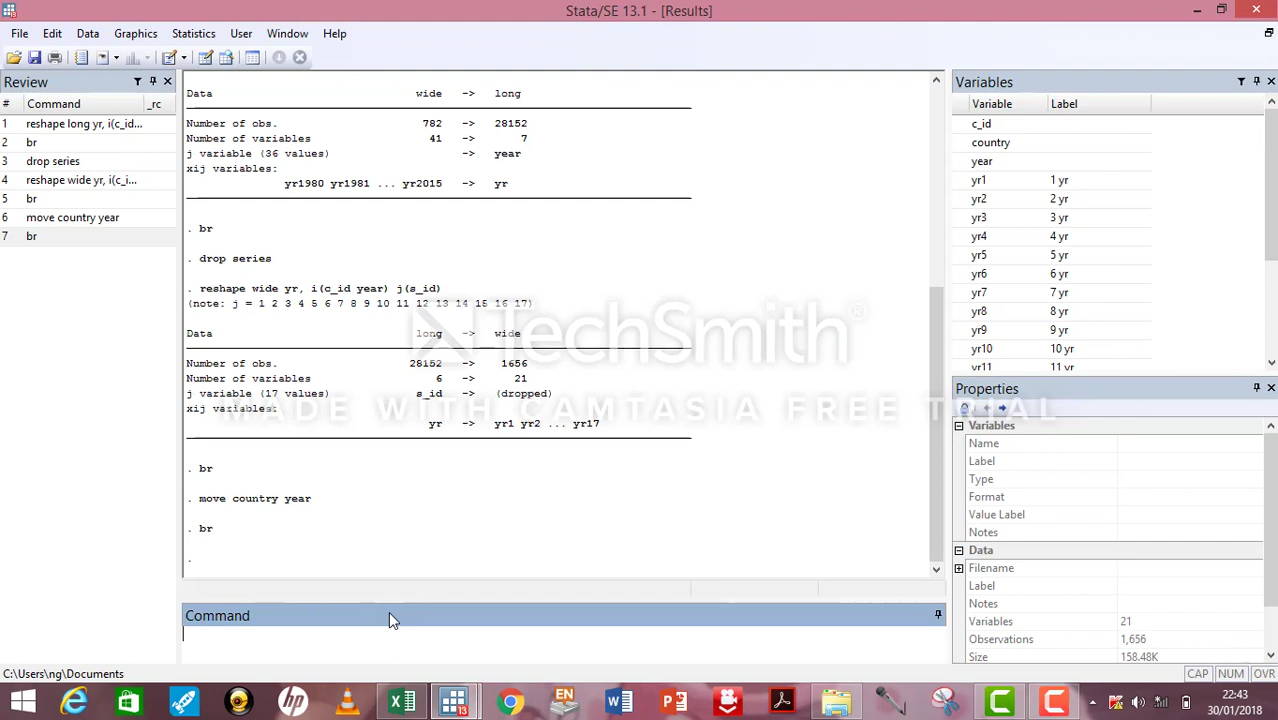 Stata/SE 13.1 - [Results]
File Edit Data Graphics Statistics User Window Help
Review
# Command _rc
1 reshape long yr, i(c_id...
2 br
3 drop series
4 reshape wide yr, i(c_i...
5 br
6 move country year
7 br
Data wide -> long
Number of obs. 782 -> 28152
Number of variables 41 -> 7
j variable (36 values) -> year
xij variables:
yr1980 yr1981 ... yr2015 -> yr
. br
. drop series
. reshape wide yr, i(c_id year) j(s_id)
(note: j = 1 2 3 4 5 6 7 8 9 10 11 12 13 14 15 16 17)
Data long -> wide
Number of obs. 28152 -> 1656
Number of variables 6 -> 21
j variable (17 values) s_id -> (dropped)
xij variables:
yr -> yr1 yr2 ... yr17
. br
. move country year
. br
.
TechSmith®
MADE WITH CAMTASIA FREE TRIAL
Command
Variables
Variable Label
c_id
country
year
yr1 1 yr
yr2 2 yr
yr3 3 yr
yr4 4 yr
yr5 5 yr
yr6 6 yr
yr7 7 yr
yr8 8 yr
yr9 9 yr
yr10 10 yr
yr11 11 yr
Properties
Variables
Name
Label
Type
Format
Value Label
Notes
Data
Filename
Label
Notes
Variables 21
Observations 1,656
Size 158.48K
C:\Users\ng\Documents
CAP NUM OVR
22:43
30/01/2018